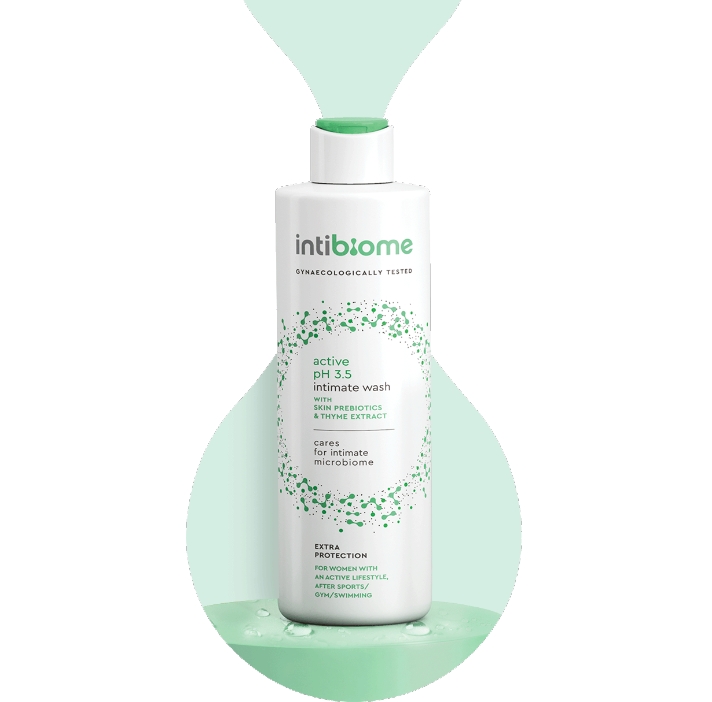 intibiome
GYNAECOLOGICALLY TESTED
active
pH 3.5
intimate wash
WITH
SKIN PREBIOTICS
& THYME EXTRACT
cares
for intimate
microbiome
EXTRA
PROTECTION
FOR WOMEN WITH
AN ACTIVE LIFESTYLE,
AFTER SPORTS/
GYM/SWIMMING